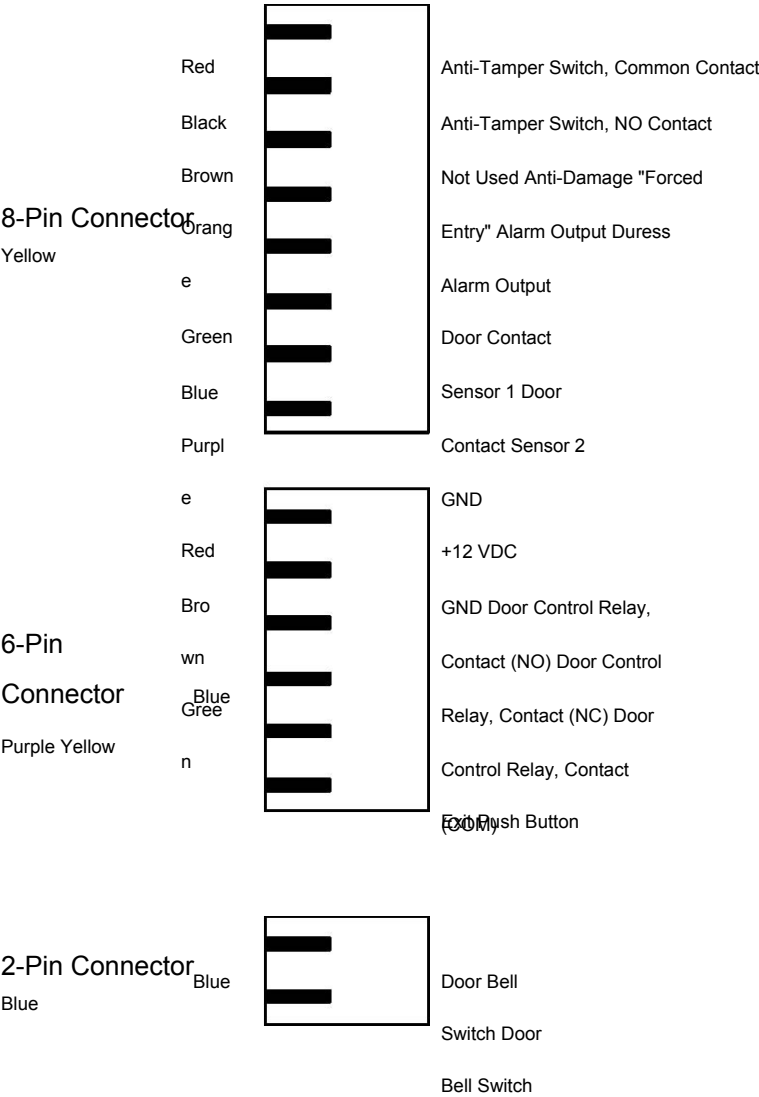 Red
Anti-Tamper Switch, Common Contact
Black
Anti-Tamper Switch, NO Contact
Brown
Not Used Anti-Damage "Forced
8-Pin Connector
Orang
Entry" Alarm Output Duress
Yellow
e
Alarm Output
Green
Door Contact
Blue
Sensor 1 Door
Purpl
Contact Sensor 2
e
GND
Red
+12 VDC
Bro
GND Door Control Relay,
6-Pin
wn
Contact (NO) Door Control
Connector
Blue
Gree
Relay, Contact (NC) Door
Purple Yellow
n
Control Relay, Contact
(COM)
Exit Push Button
2-Pin Connector
Blue
Door Bell
Blue
Switch Door
Bell Switch